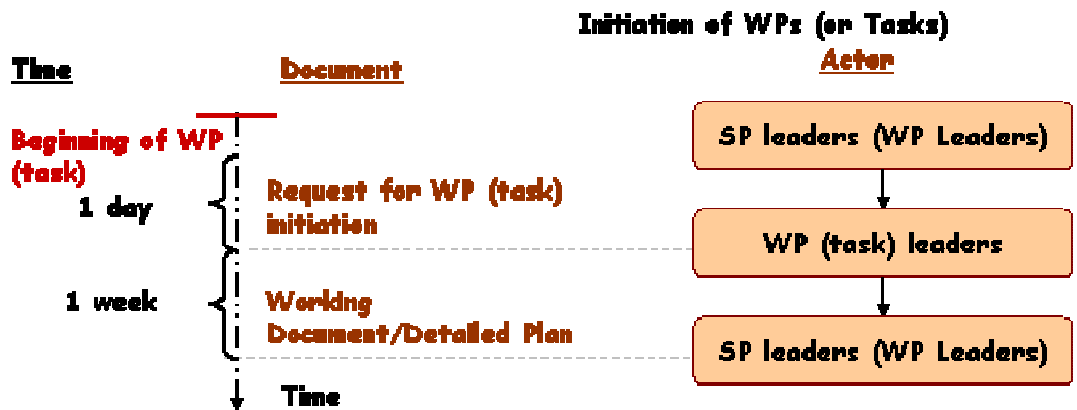 Initiation of WPs (or Tasks)
Time
Document
Actor
Beginning of WP
(task)
SP leaders (WP Leaders)
1 day
Request for WP (task)
initiation
WP (task) leaders
1 week
Working
Document/Detailed Plan
SP leaders (WP Leaders)
Time